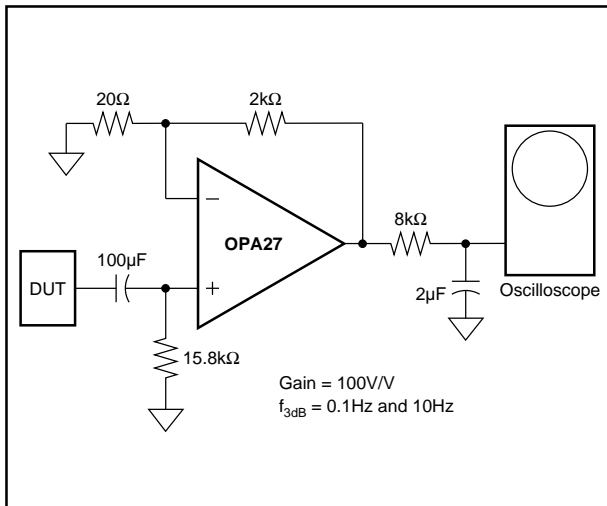 20Ω
2kΩ
−
OPA27
8kΩ
100µF
DUT
+
2µF
Oscilloscope
15.8kΩ
Gain = 100V/V
f3dB = 0.1Hz and 10Hz